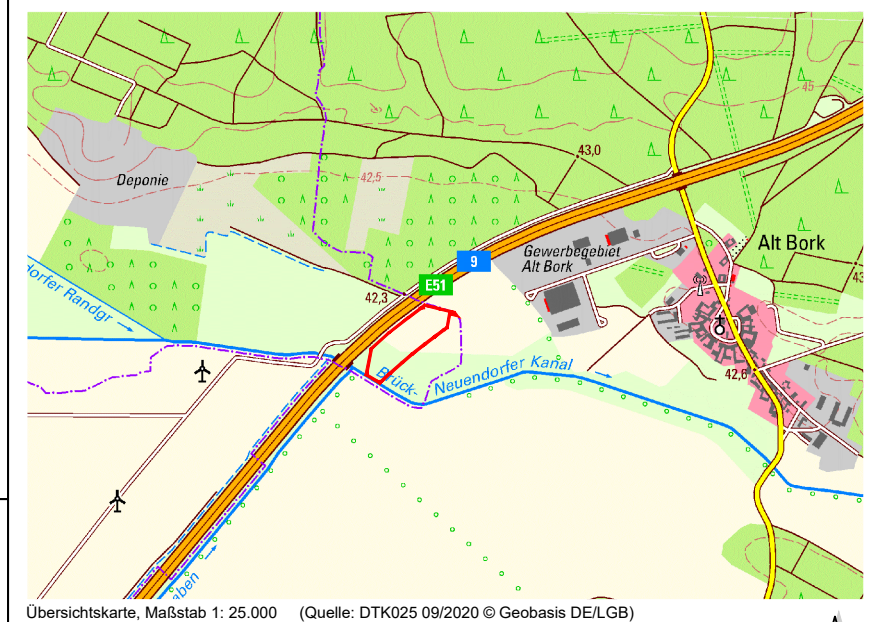 45
43,0
Deponie
42,5
Alt Bork
9
Gewerbegebiet
Alt Bork
43
E51
42,3
dorfer Randgr
Brück-Neuendorfer Kanal
42,6
aben
Übersichtskarte, Maßstab 1: 25.000 (Quelle: DTK025 09/2020 © Geobasis DE/LGB)